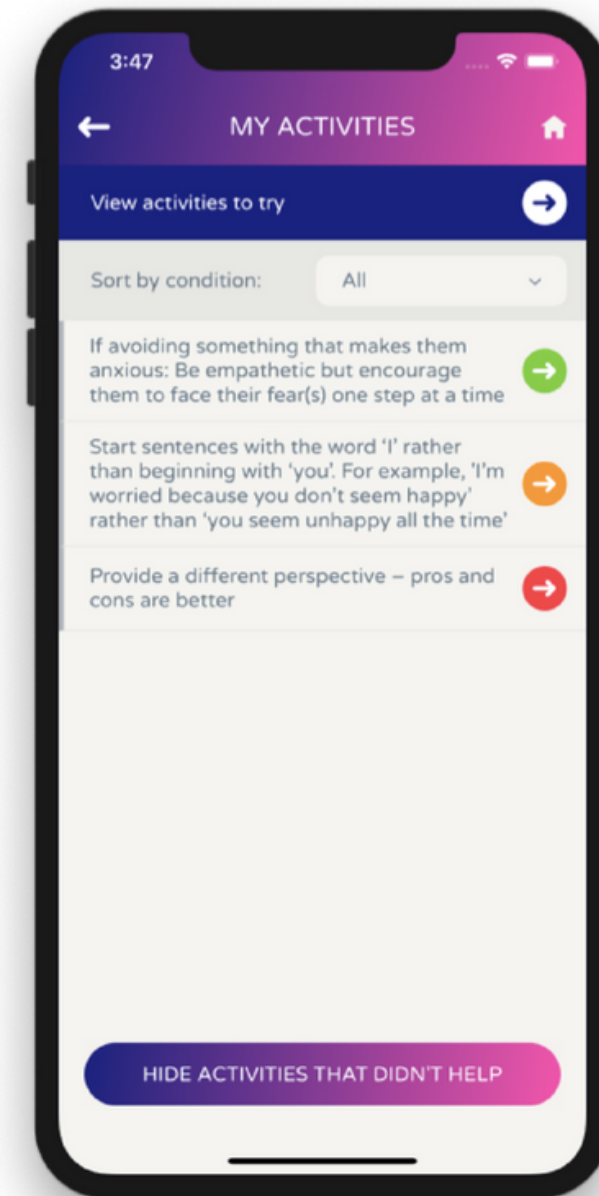 3:47
MY ACTIVITIES
View activities to try
Sort by condition: All
If avoiding something that makes them
anxious: Be empathetic but encourage
them to face their fear(s) one step at a time
Start sentences with the word ‘I’ rather
than beginning with ‘you’. For example, 'I'm
worried because you don't seem happy'
rather than ‘you seem unhappy all the time’
Provide a different perspective – pros and
cons are better
HIDE ACTIVITIES THAT DIDN'T HELP